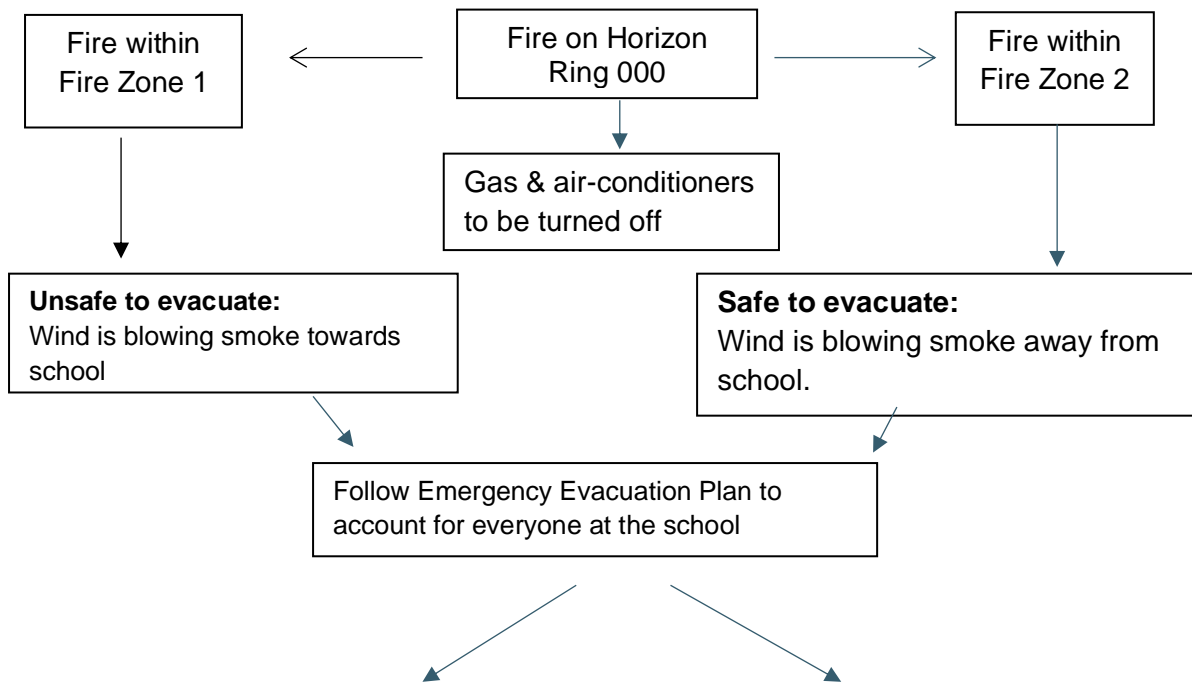 Fire within
Fire Zone 1
Fire on Horizon
Ring 000
Fire within
Fire Zone 2
Gas & air-conditioners
to be turned off
Unsafe to evacuate:
Wind is blowing smoke towards
school
Safe to evacuate:
Wind is blowing smoke away from
school.
Follow Emergency Evacuation Plan to
account for everyone at the school